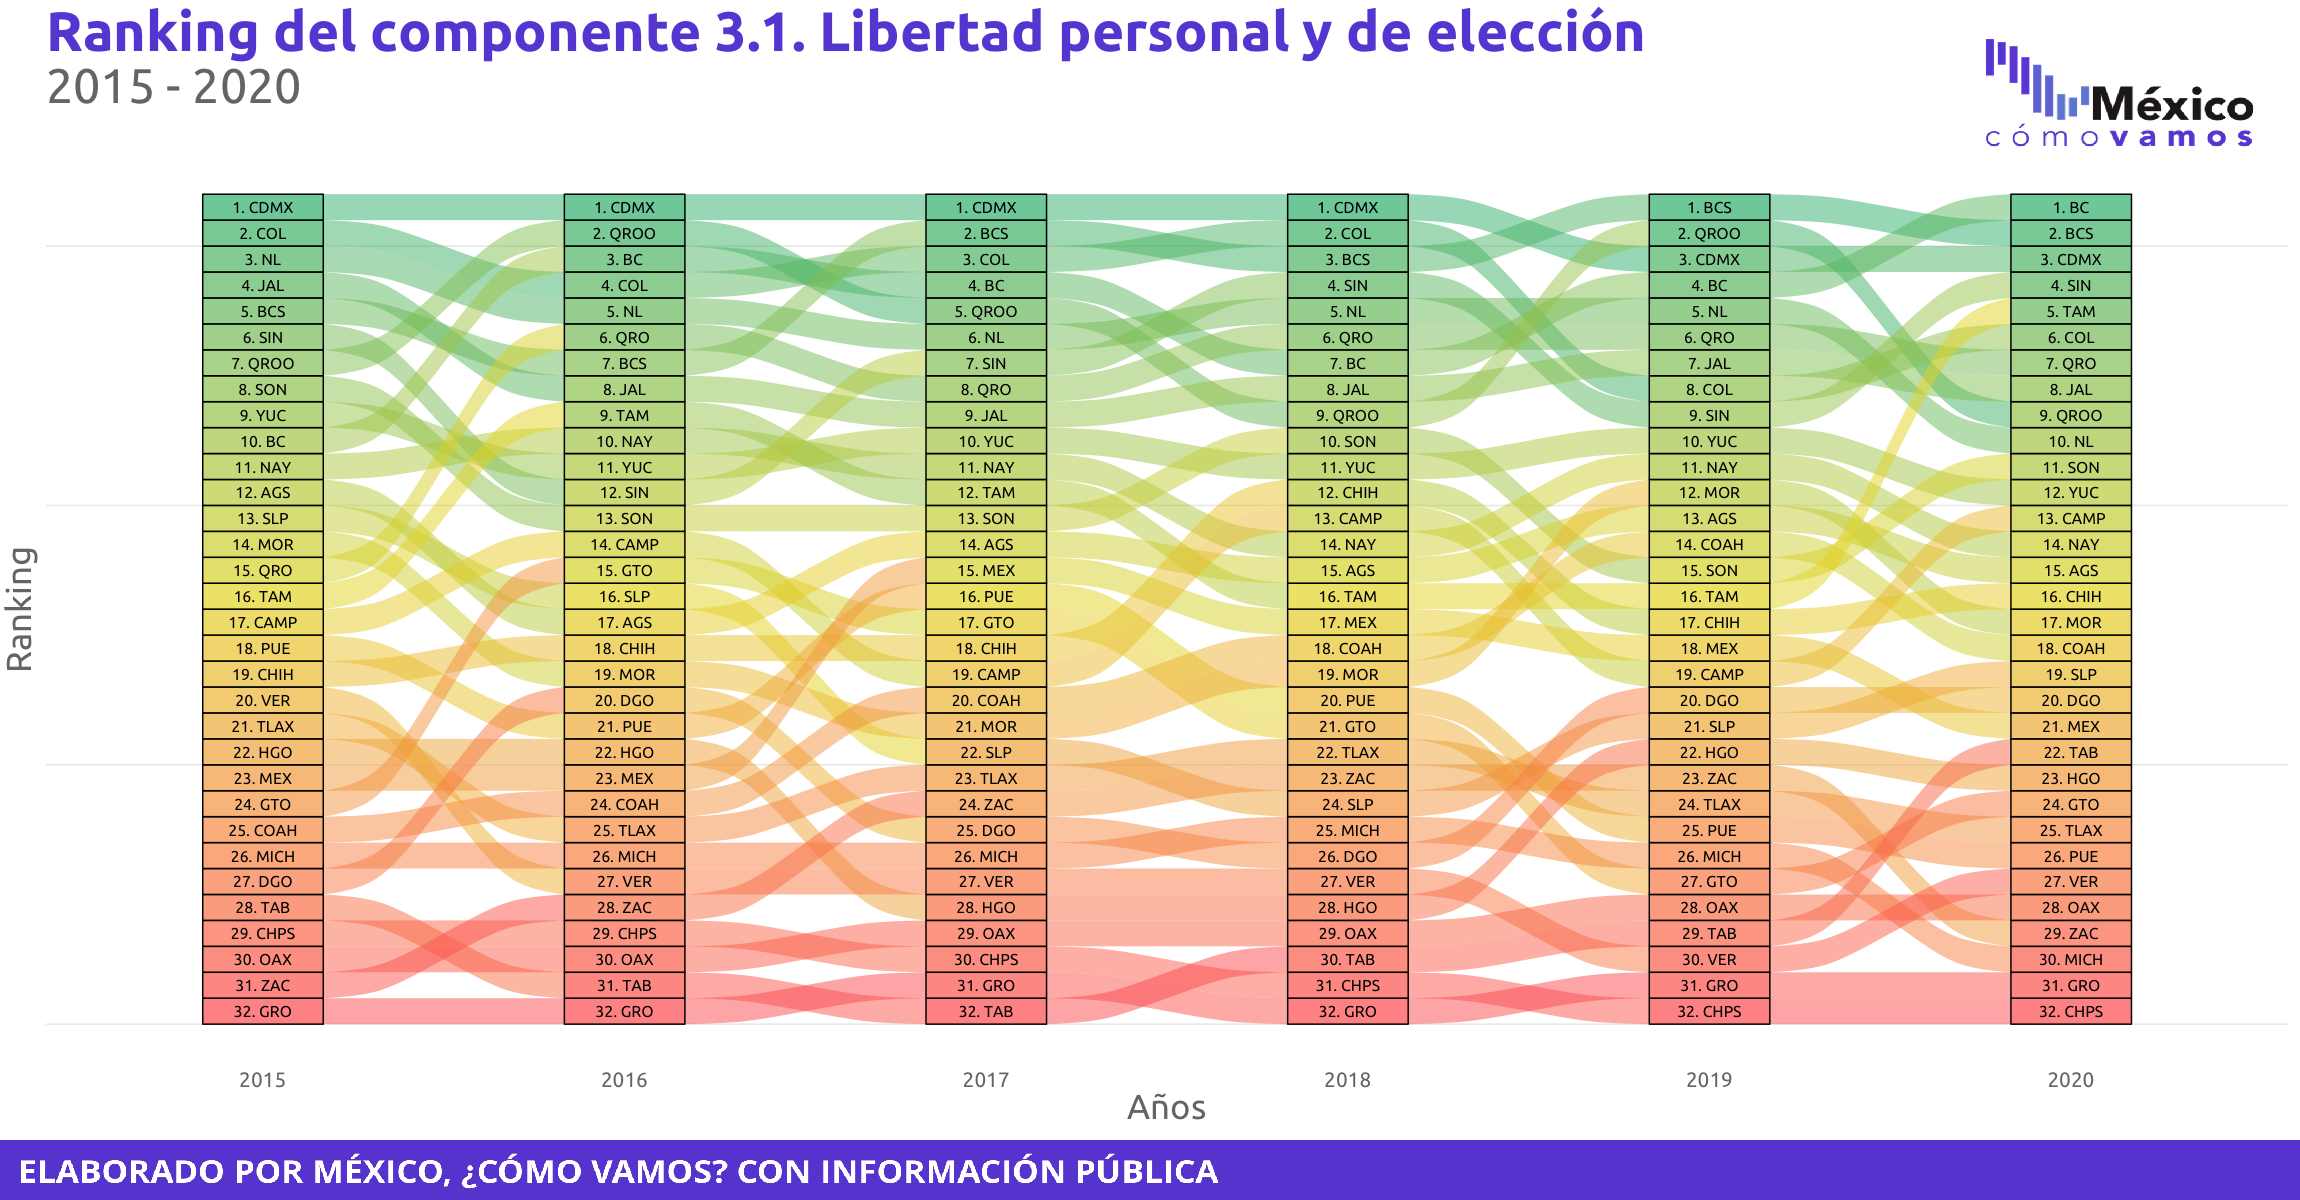 Ranking del componente 3.1. Libertad personal y de elección
2015 - 2020
México
cómovamos
Ranking
1. CDMX
2. COL
3. NL
4. JAL
5. BCS
6. SIN
7. QROO
8. SON
9. YUC
10. BC
11. NAY
12. AGS
13. SLP
14. MOR
15. QRO
16. TAM
17. CAMP
18. PUE
19. CHIH
20. VER
21. TLAX
22. HGO
23. MEX
24. GTO
25. COAH
26. MICH
27. DGO
28. TAB
29. CHPS
30. OAX
31. ZAC
32. GRO
2015
1. CDMX
2. QROO
3. BC
4. COL
5. NL
6. QRO
7. BCS
8. JAL
9. TAM
10. NAY
11. YUC
12. SIN
13. SON
14. CAMP
15. GTO
16. SLP
17. AGS
18. CHIH
19. MOR
20. DGO
21. PUE
22. HGO
23. MEX
24. COAH
25. TLAX
26. MICH
27. VER
28. ZAC
29. CHPS
30. OAX
31. TAB
32. GRO
2016
1. CDMX
2. BCS
3. COL
4. BC
5. QROO
6. NL
7. SIN
8. QRO
9. JAL
10. YUC
11. NAY
12. TAM
13. SON
14. AGS
15. MEX
16. PUE
17. GTO
18. CHIH
19. CAMP
20. COAH
21. MOR
22. SLP
23. TLAX
24. ZAC
25. DGO
26. MICH
27. VER
28. HGO
29. OAX
30. CHPS
31. GRO
32. TAB
2017
1. CDMX
2. COL
3. BCS
4. SIN
5. NL
6. QRO
7. BC
8. JAL
9. QROO
10. SON
11. YUC
12. CHIH
13. CAMP
14. NAY
15. AGS
16. TAM
17. MEX
18. COAH
19. MOR
20. PUE
21. GTO
22. TLAX
23. ZAC
24. SLP
25. MICH
26. DGO
27. VER
28. HGO
29. OAX
30. TAB
31. CHPS
32. GRO
2018
1. BCS
2. QROO
3. CDMX
4. BC
5. NL
6. QRO
7. JAL
8. COL
9. SIN
10. YUC
11. NAY
12. MOR
13. AGS
14. COAH
15. SON
16. TAM
17. CHIH
18. MEX
19. CAMP
20. DGO
21. SLP
22. HGO
23. ZAC
24. TLAX
25. PUE
26. MICH
27. GTO
28. OAX
29. TAB
30. VER
31. GRO
32. CHPS
2019
1. BC
2. BCS
3. CDMX
4. SIN
5. TAM
6. COL
7. QRO
8. JAL
9. QROO
10. NL
11. SON
12. YUC
13. CAMP
14. NAY
15. AGS
16. CHIH
17. MOR
18. COAH
19. SLP
20. DGO
21. MEX
22. TAB
23. HGO
24. GTO
25. TLAX
26. PUE
27. VER
28. OAX
29. ZAC
30. MICH
31. GRO
32. CHPS
2020
Años
ELABORADO POR MÉXICO, ¿CÓMO VAMOS? CON INFORMACIÓN PÚBLICA